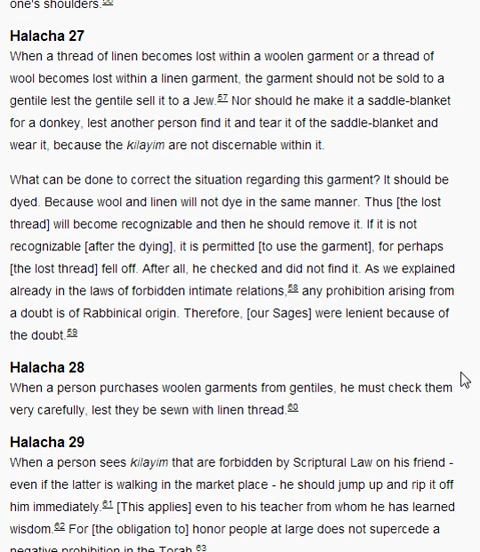 one's shoulders.56
Halacha 27
When a thread of linen becomes lost within a woolen garment or a thread of
wool becomes lost within a linen garment, the garment should not be sold to a
gentile lest the gentile sell it to a Jew.57 Nor should he make it a saddle-blanket
for a donkey, lest another person find it and tear it of the saddle-blanket and
wear it, because the kilayim are not discernable within it.
What can be done to correct the situation regarding this garment? It should be
dyed. Because wool and linen will not dye in the same manner. Thus [the lost
thread] will become recognizable and then he should remove it. If it is not
recognizable [after the dying], it is permitted [to use the garment], for perhaps
[the lost thread] fell off. After all, he checked and did not find it. As we explained
already in the laws of forbidden intimate relations,58 any prohibition arising from
a doubt is of Rabbinical origin. Therefore, [our Sages] were lenient because of
the doubt.59
Halacha 28
When a person purchases woolen garments from gentiles, he must check them
very carefully, lest they be sewn with linen thread.60
Halacha 29
When a person sees kilayim that are forbidden by Scriptural Law on his friend -
even if the latter is walking in the market place - he should jump up and rip it off
him immediately.61 [This applies] even to his teacher from whom he has learned
wisdom.62 For [the obligation to] honor people at large does not supercede a
negative prohibition in the Torah.63